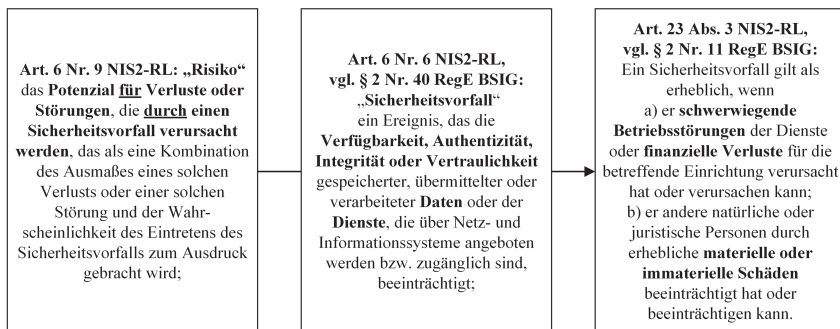 Art. 6 Nr. 9 NIS2-RL: „Risiko“
das Potenzial für Verluste oder
Störungen, die durch einen
Sicherheitsvorfall verursacht
werden, das als eine Kombination
des Ausmaßes eines solchen
Verlusts oder einer solchen
Störung und der Wahr-
scheinlichkeit des Eintretens des
Sicherheitsvorfalls zum Ausdruck
gebracht wird;
Art. 6 Nr. 6 NIS2-RL,
vgl. § 2 Nr. 40 RegE BSIG:
„Sicherheitsvorfall“
ein Ereignis, das die
Verfügbarkeit, Authentizität,
Integrität oder Vertraulichkeit
gespeicherter, übermittelter oder
verarbeiteter Daten oder der
Dienste, die über Netz- und
Informationssysteme angeboten
werden bzw. zugänglich sind,
beeinträchtigt;
Art. 23 Abs. 3 NIS2-RL,
vgl. § 2 Nr. 11 RegE BSIG:
Ein Sicherheitsvorfall gilt als
erheblich, wenn
a) er schwerwiegende
Betriebsstörungen der Dienste
oder finanzielle Verluste für die
betreffende Einrichtung verursacht
hat oder verursachen kann;
b) er andere natürliche oder
juristische Personen durch
erhebliche materielle oder
immaterielle Schäden
beeinträchtigt hat oder
beeinträchtigen kann.